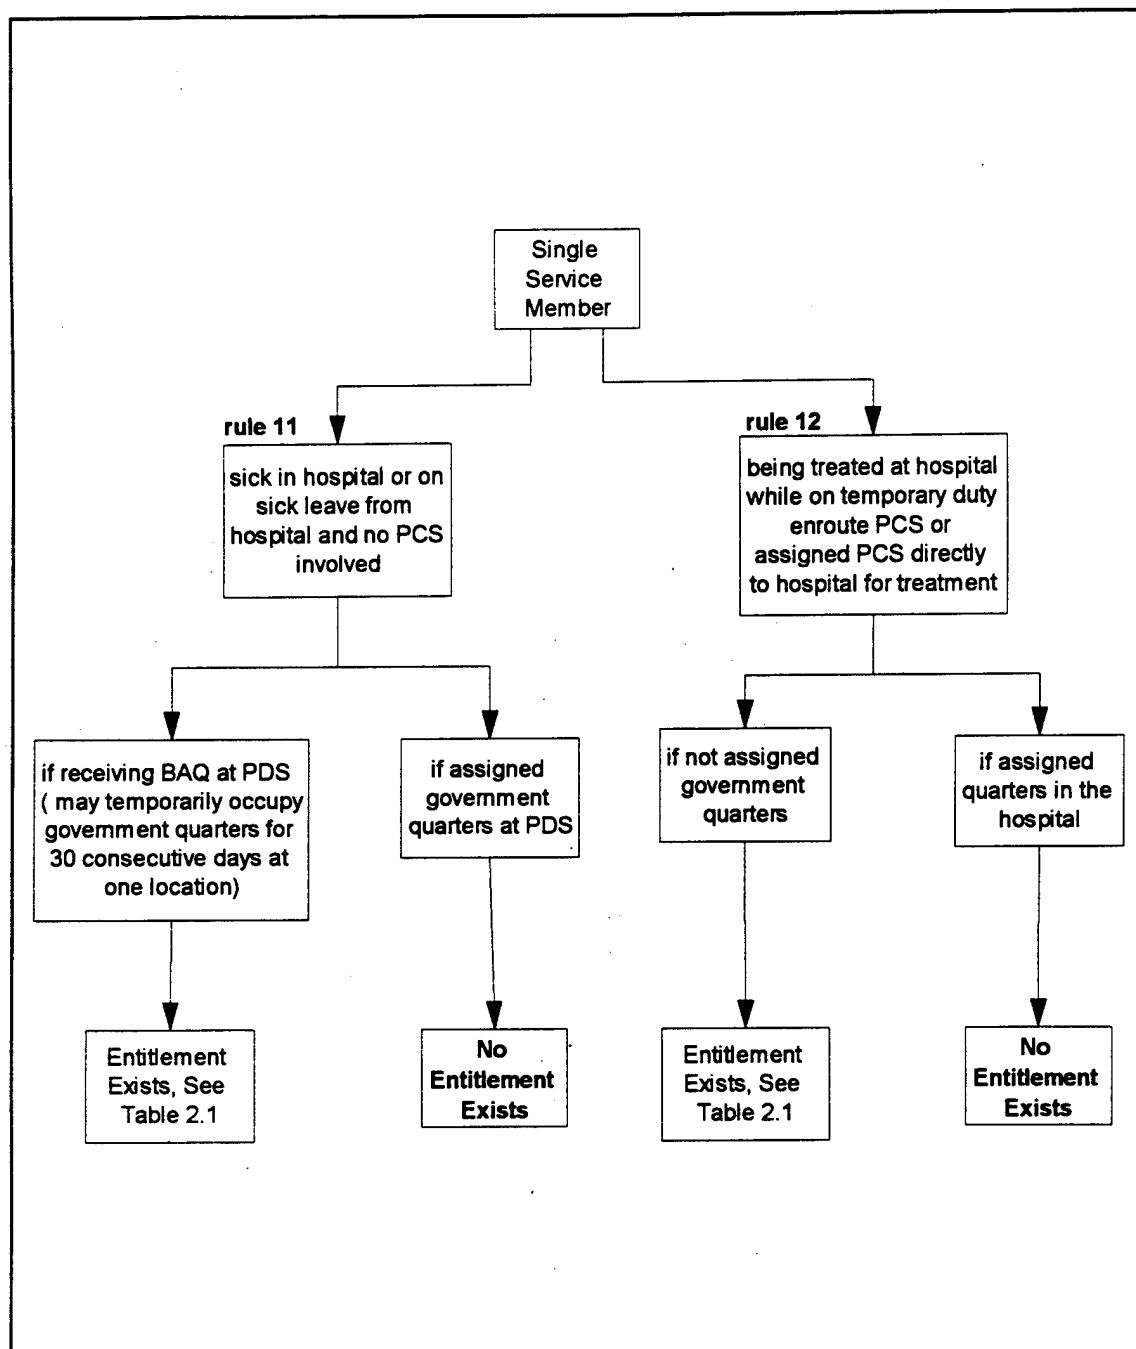 Single
Service
Member
rule 11
sick in hospital or on
sick leave from
hospital and no PCS
involved
rule 12
being treated at hospital
while on temporary duty
enroute PCS or
assigned PCS directly
to hospital for treatment
if receiving BAQ at PDS
( may temporarily occupy
government quarters for
30 consecutive days at
one location)
if assigned
government
quarters at PDS
if not assigned
government
quarters
if assigned
quarters in the
hospital
Entitlement
Exists, See
Table 2.1
No
Entitlement
Exists
Entitlement
Exists, See
Table 2.1
No
Entitlement
Exists